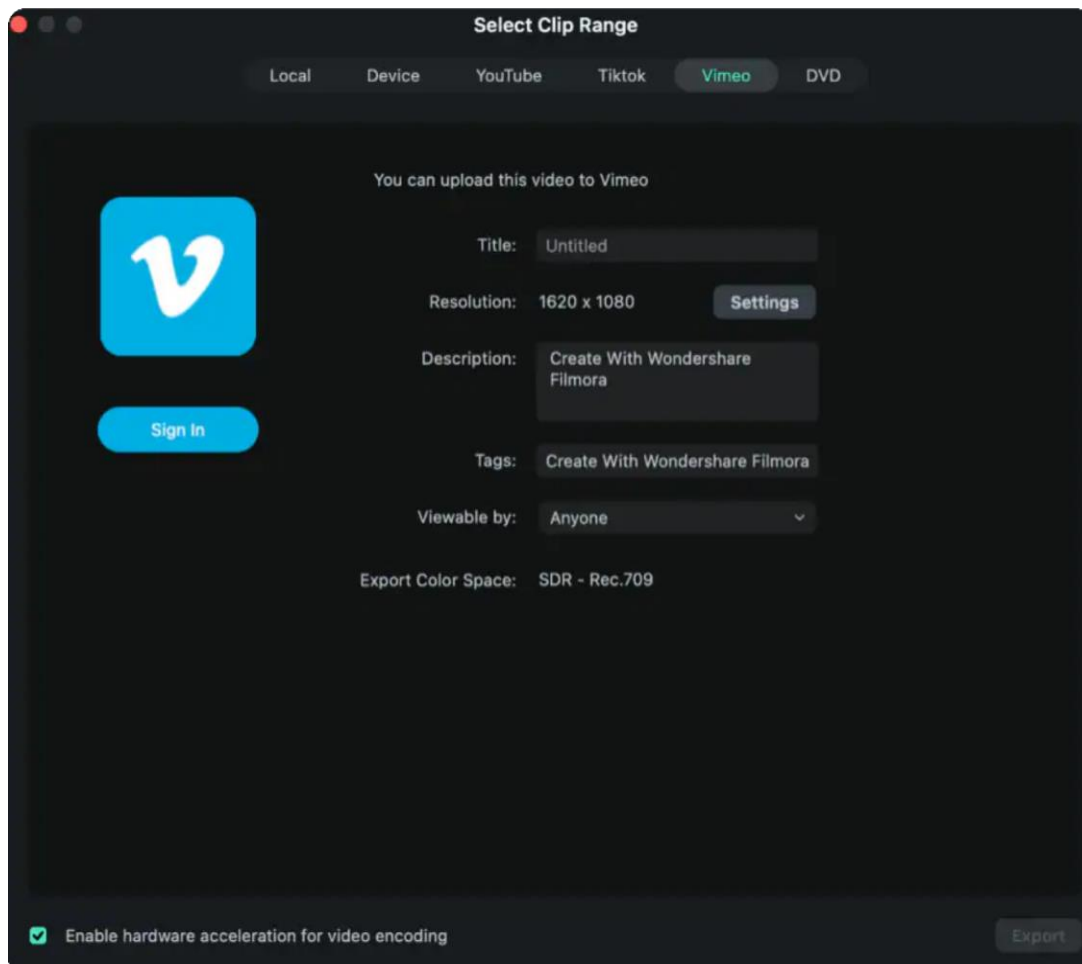 Select Clip Range
Local Device YouTube Tiktok Vimeo DVD
You can upload this video to Vimeo
Title: Untitled
Resolution: 1620 x 1080 Settings
Description: Create With Wondershare
Filmora
Sign In
Tags: Create With Wondershare Filmora
Viewable by: Anyone
Export Color Space: SDR - Rec.709
Enable hardware acceleration for video encoding
Export